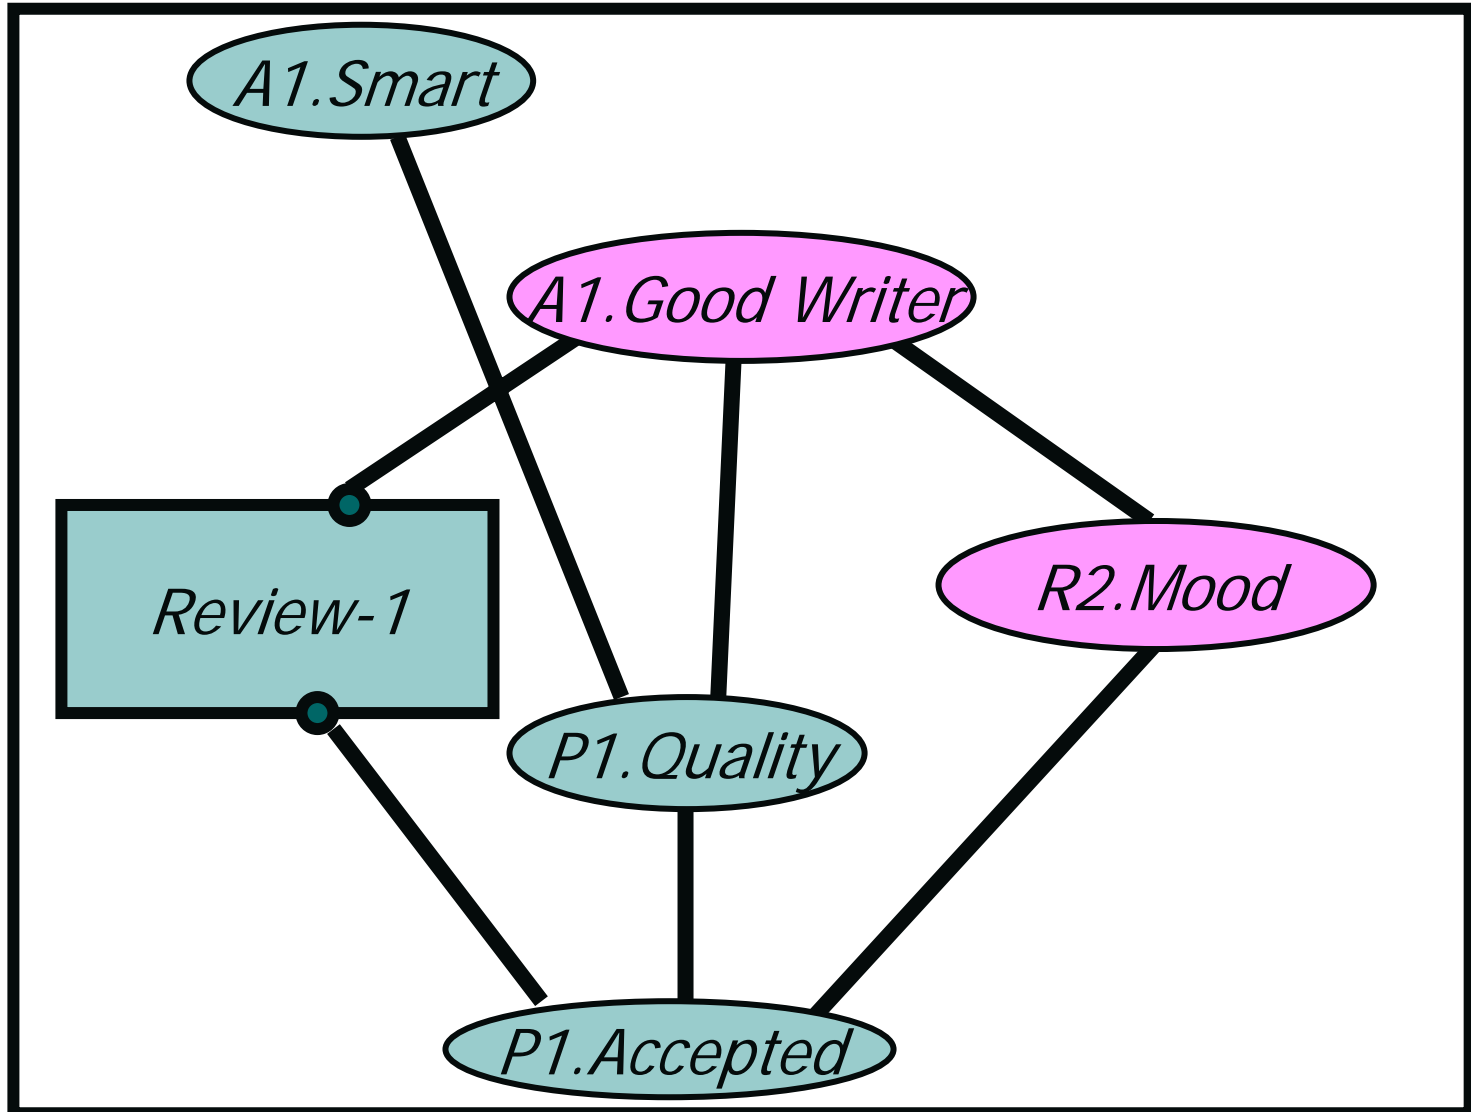 A1.Smart
A1.Good Writer
R2.Mood
Review-1
P1.Quality
P1.Accepted